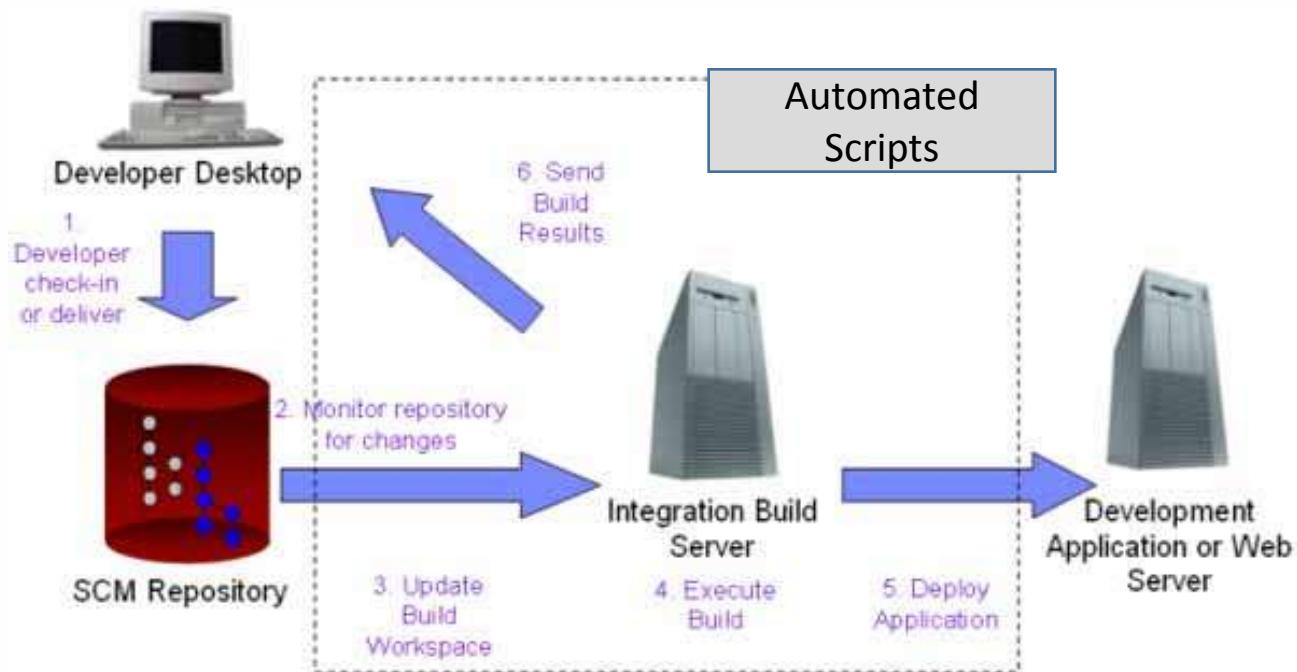 Automated
Scripts
Developer Desktop
6. Send
Build
Results
1.
Developer
check-in
or deliver
2. Monitor repository
for changes
SCM Repository
Integration Build
Server
Development
Application or Web
Server
3. Update
Build
Workspace
4. Execute
Build
5. Deploy
Application